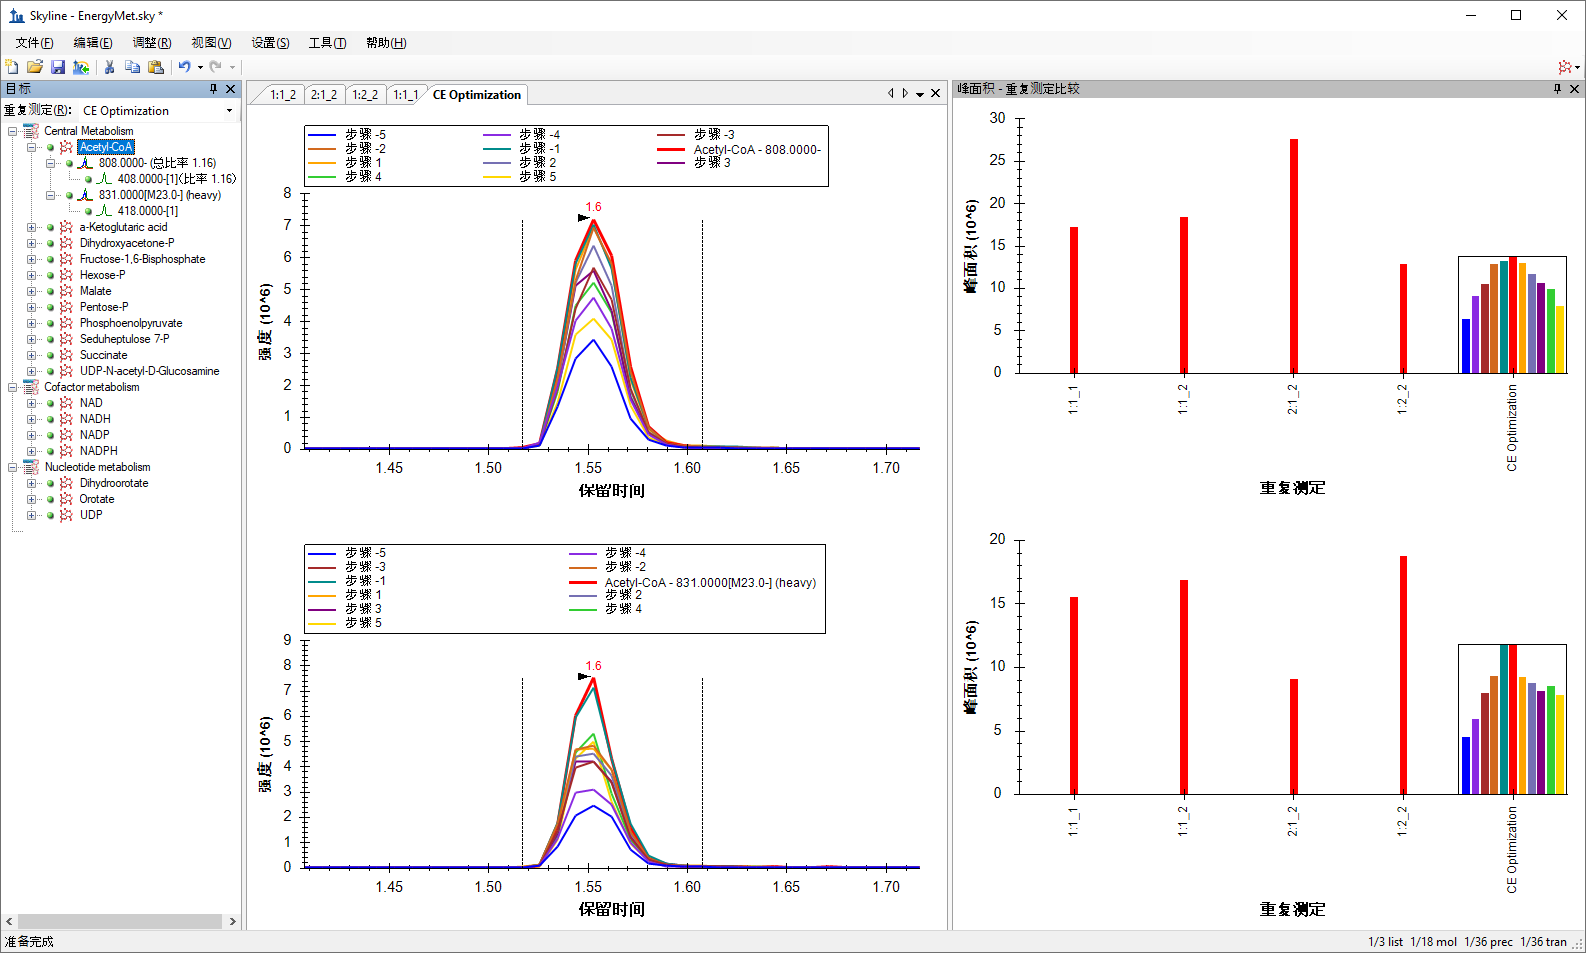 Skyline - EnergyMet.sky *
文件(F) 编辑(E) 调整(R) 视图(V) 设置(S) 工具(T) 帮助(H)
目标
重复测定(R): CE Optimization
Central Metabolism
Acetyl-CoA
808.0000- (总比率 1.16)
408.0000-[1](比率 1.16)
831.0000[M23.0-] (heavy)
418.0000-[1]
a-Ketoglutaric acid
Dihydroxyacetone-P
Fructose-1,6-Bisphosphate
Hexose-P
Malate
Pentose-P
Phosphoenolpyruvate
Seduheptulose 7-P
Succinate
UDP-N-acetyl-D-Glucosamine
Cofactor metabolism
NAD
NADH
NADP
NADPH
Nucleotide metabolism
Dihydroorotate
Orotate
UDP
1:1_2 2:1_2 1:2_2 1:1_1 CE Optimization
步骤 -5 步骤 -4 步骤 -3
步骤 -2 步骤 -1 Acetyl-CoA - 808.0000-
步骤 1 步骤 2 步骤 3
步骤 4 步骤 5
8
7
6
5
4
3
2
1
0
强度 (10^6)
1.6
1.45 1.50 1.55 1.60 1.65 1.70
保留时间
步骤 -5 步骤 -4
步骤 -3 步骤 -2
步骤 -1 Acetyl-CoA - 831.0000[M23.0-] (heavy)
步骤 1 步骤 2
步骤 3 步骤 4
步骤 5
9
8
7
6
5
4
3
2
1
0
强度 (10^6)
1.6
1.45 1.50 1.55 1.60 1.65 1.70
保留时间
峰面积 - 重复测定比较
30
25
20
15
10
5
0
峰面积 (10^6)
1:1_1 1:1_2 2:1_2 1:2_2 CE Optimization
重复测定
20
15
10
5
0
峰面积 (10^6)
1:1_1 1:1_2 2:1_2 1:2_2 CE Optimization
重复测定
准备完成
1/3 list 1/18 mol 1/36 prec 1/36 tran